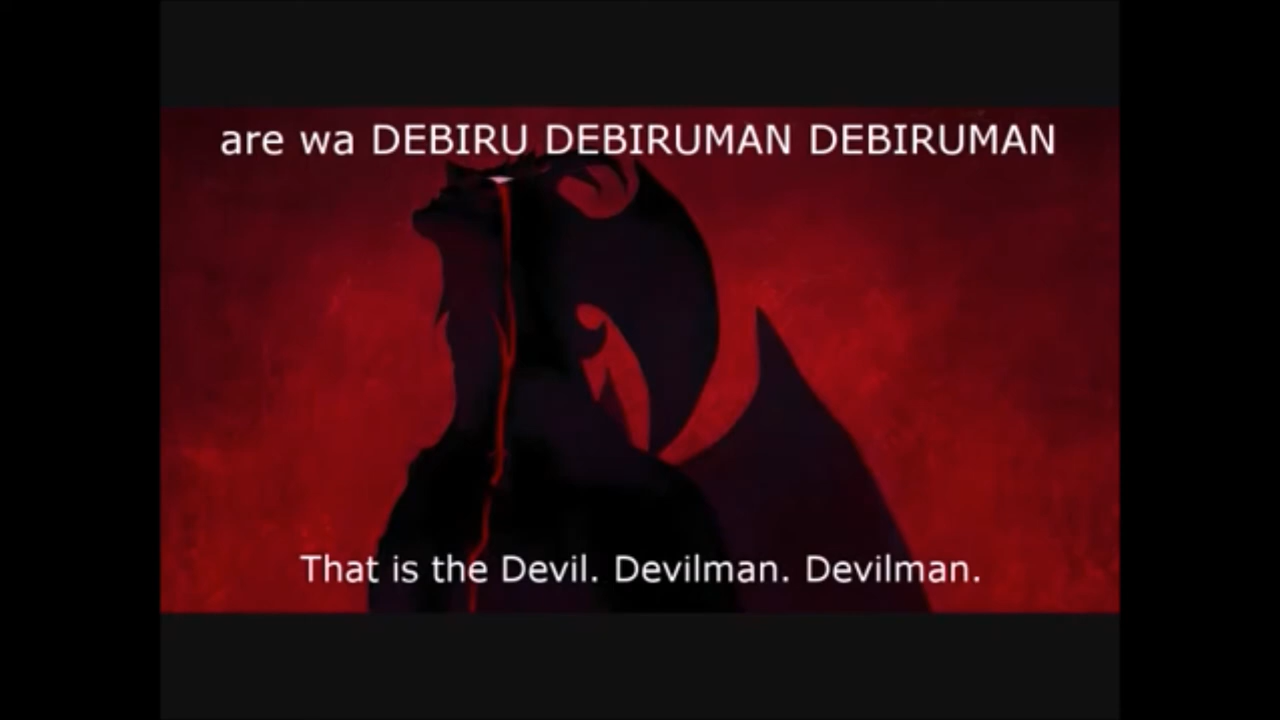 are wa DEBIRU DEBIRUMAN DEBIRUMAN
That is the Devil. Devilman. Devilman.